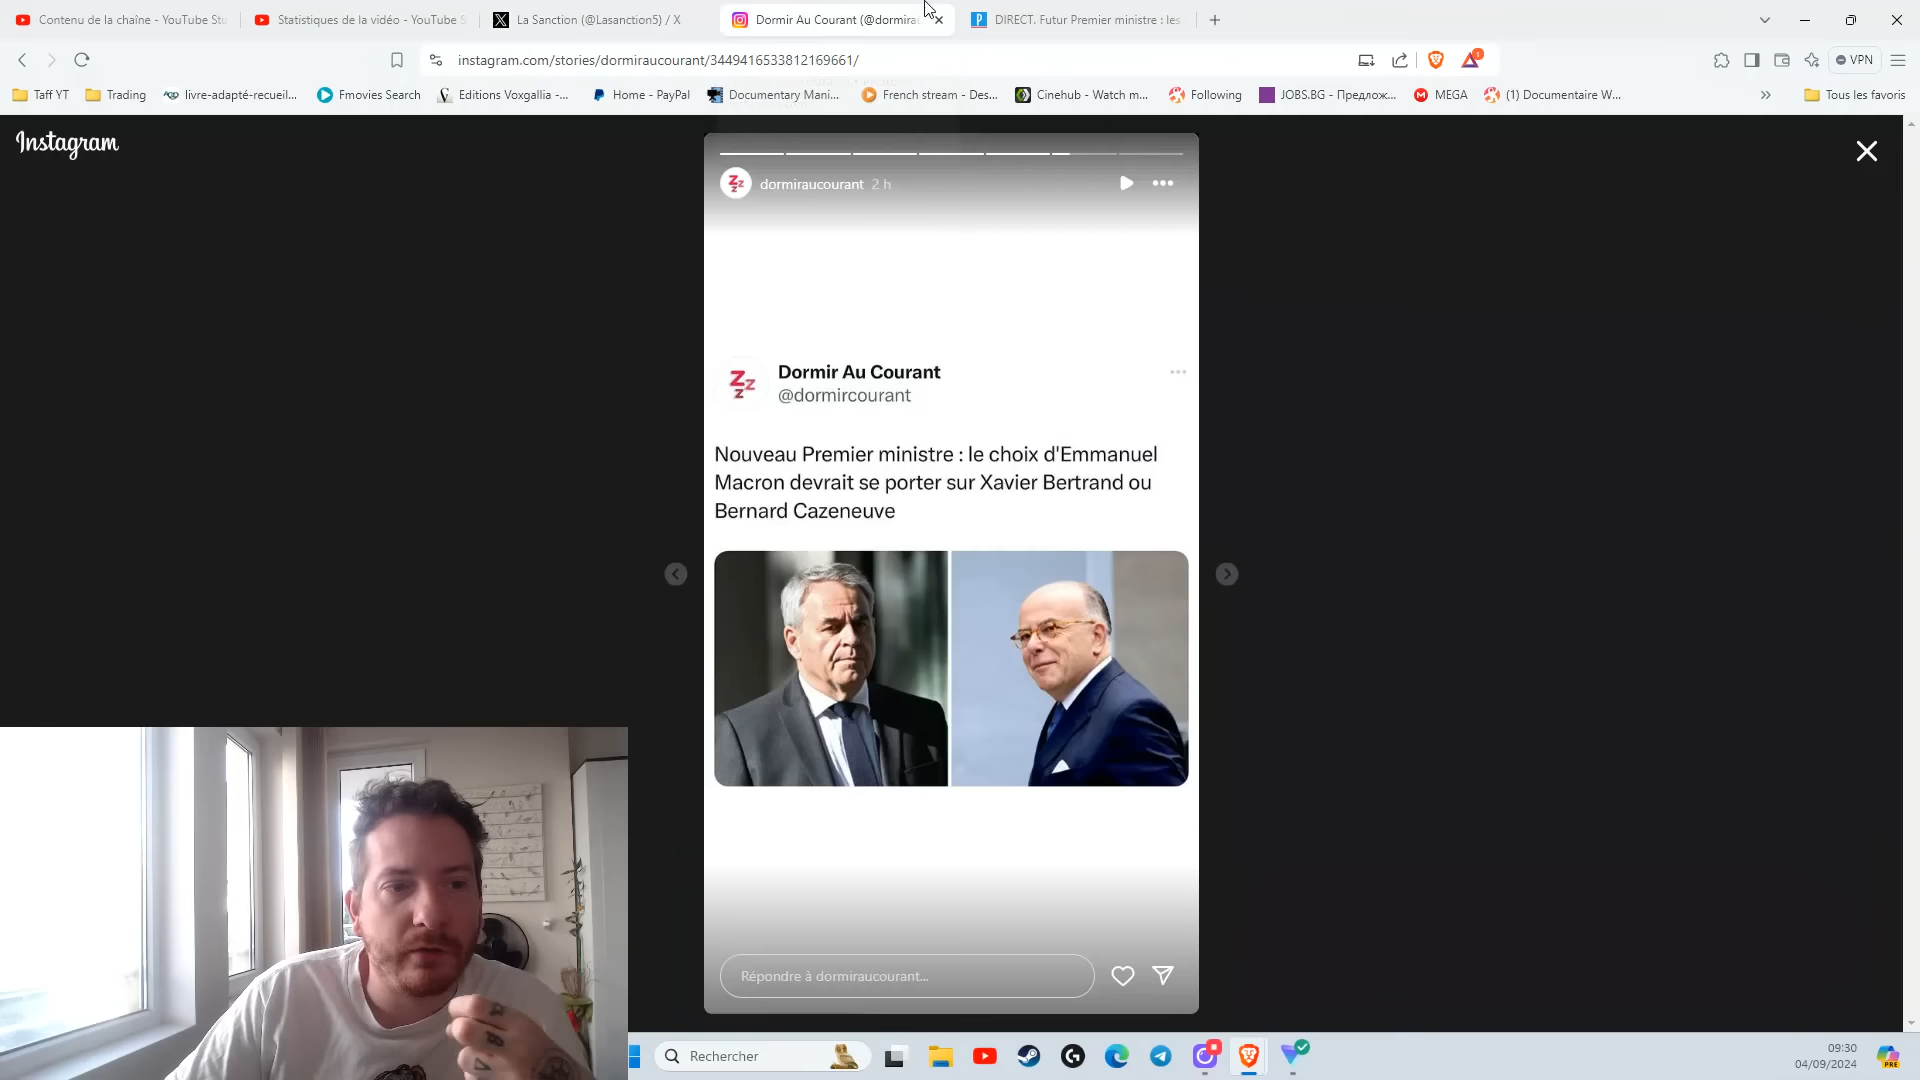 Contenu de la chaîne - YouTube Stu
Statistiques de la vidéo - YouTube S
La Sanction (@Lasanction5) / X
Dormir Au Courant (@dormirau
DIRECT. Futur Premier ministre : les
instagram.com/stories/dormiraucourant/3449416533812169661/
1
VPN
Taff YT
Trading
livre-adapté-recueil...
Fmovies Search
Editions Voxgallia -...
Home - PayPal
Documentary Mani...
French stream - Des...
Cinehub - Watch m...
Following
JOBS.BG - Предлож...
MEGA
(1) Documentaire W...
Tous les favoris
Instagram
dormiraucourant 2 h
Dormir Au Courant
@dormircourant
Nouveau Premier ministre : le choix d'Emmanuel
Macron devrait se porter sur Xavier Bertrand ou
Bernard Cazeneuve
Répondre à dormiraucourant...
Rechercher
09:30
04/09/2024
PRE